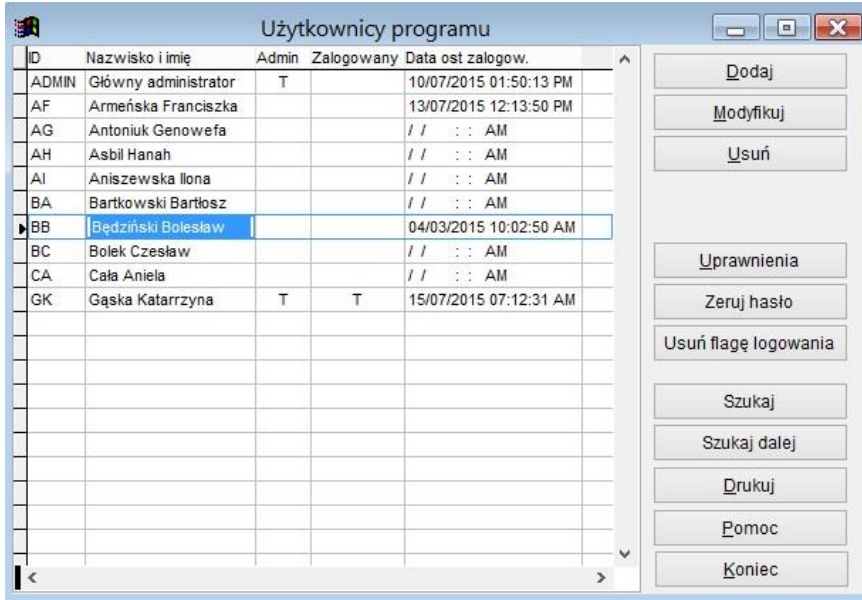 Użytkownicy programu
ID Nazwisko i imię Admin Zalogowany Data ost zalogow.
ADMIN Główny administrator T 10/07/2015 01:50:13 PM
AF Armeńska Franciszka 13/07/2015 12:13:50 PM
AG Antoniuk Genowefa / / : : AM
AH Asbil Hanah / / : : AM
AI Aniszewska Ilona / / : : AM
BA Bartkowski Bartłosz / / : : AM
BB Będziński Bolesław 04/03/2015 10:02:50 AM
BC Bolek Czesław / / : : AM
CA Cała Aniela / / : : AM
GK Gąska Katarrzyna T T 15/07/2015 07:12:31 AM
Dodaj
Modyfikuj
Usuń
Uprawnienia
Zeruj hasło
Usuń flagę logowania
Szukaj
Szukaj dalej
Drukuj
Pomoc
Koniec